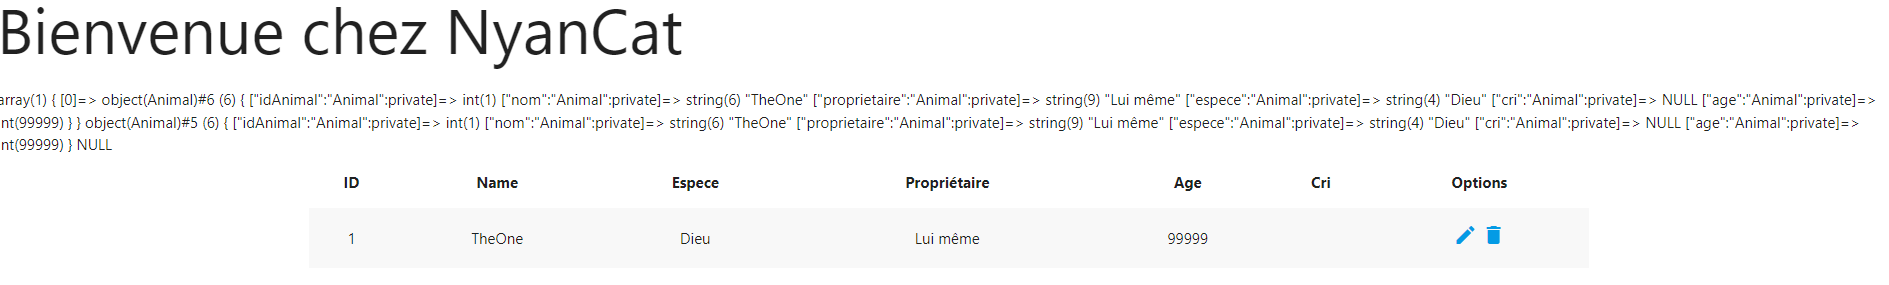 Bienvenue chez NyanCat
array(1) { [0]=> object(Animal)#6 (6) { ["idAnimal":"Animal":private]=> int(1) ["nom":"Animal":private]=> string(6) "TheOne" ["proprietaire":"Animal":private]=> string(9) "Lui même" ["espece":"Animal":private]=> string(4) "Dieu" ["cri":"Animal":private]=> NULL ["age":"Animal":private]=>
int(99999) } } object(Animal)#5 (6) { ["idAnimal":"Animal":private]=> int(1) ["nom":"Animal":private]=> string(6) "TheOne" ["proprietaire":"Animal":private]=> string(9) "Lui même" ["espece":"Animal":private]=> string(4) "Dieu" ["cri":"Animal":private]=> NULL ["age":"Animal":private]=>
int(99999) } NULL
ID Name Espece Propriétaire Age Cri Options
1 TheOne Dieu Lui même 99999